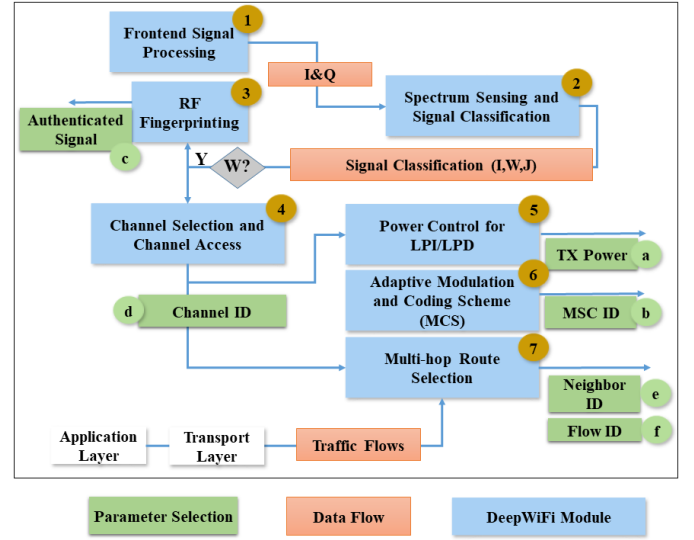 1
Frontend Signal
Processing
I&Q
2
Spectrum Sensing and
Signal Classification
3
RF
Fingerprinting
Authenticated
Signal
c
Y
W?
Signal Classification (I,W,J)
4
Channel Selection and
Channel Access
5
Power Control for
LPI/LPD
TX Power
a
6
Adaptive Modulation
and Coding Scheme
(MCS)
MSC ID
b
d
Channel ID
7
Multi-hop Route
Selection
Neighbor
ID
e
Flow ID
f
Application
Layer
Transport
Layer
Traffic Flows
Parameter Selection
Data Flow
DeepWiFi Module